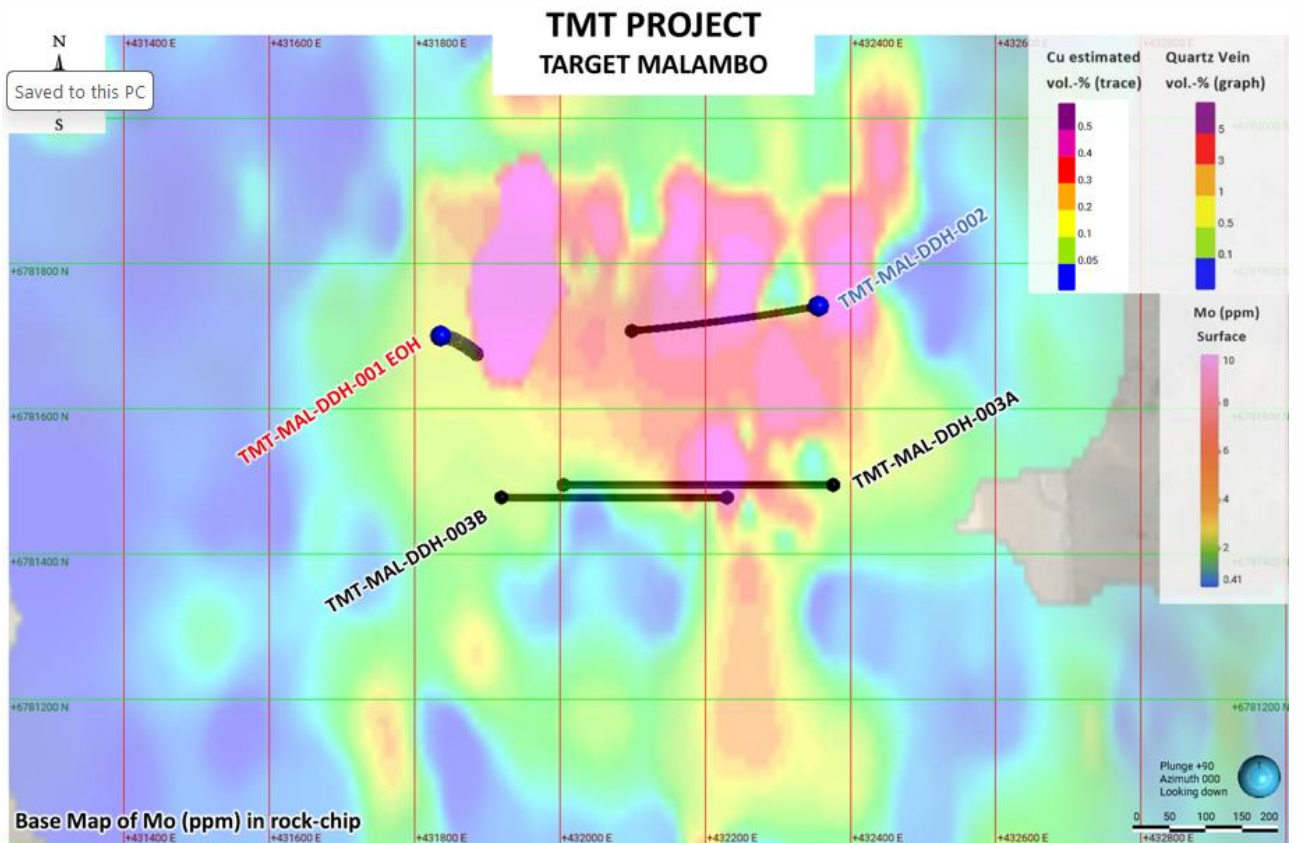 TMT PROJECT
TARGET MALAMBO
N
Saved to this PC
S
+431400 E
+431600 E
+431800 E
+432400 E
Cu estimated
vol.-% (trace)
0.5
0.4
0.3
0.2
0.1
0.05
Quartz Vein
vol.-% (graph)
5
3
1
0.5
0.1
Mo (ppm)
Surface
10
8
6
4
2
0.41
+6781800 N
+6781600 N
+6781400 N
+6781200 N
+6781200 N
TMT-MAL-DDH-002
TMT-MAL-DDH-001 EOH
TMT-MAL-DDH-003A
TMT-MAL-DDH-003B
Plunge +90
Azimuth 000
Looking down
0 50 100 150 200
Base Map of Mo (ppm) in rock-chip
+431400 E
+431600 E
+431800 E
+432000 E
+432200 E
+432400 E
+432600 E
+432800 E